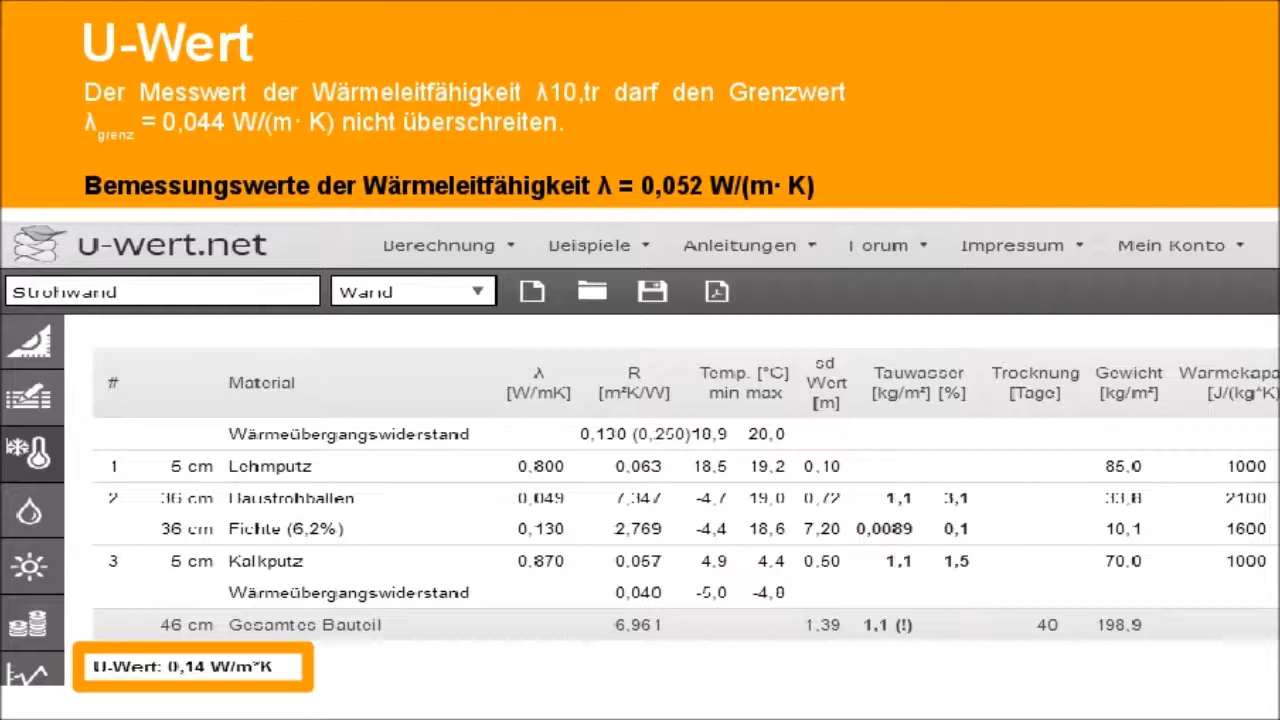 U-Wert
Der Messwert der Wärmeleitfähigkeit λ10,tr darf den Grenzwert
λgrenz = 0,044 W/(m· K) nicht überschreiten.
Bemessungswerte der Wärmeleitfähigkeit λ = 0,052 W/(m· K)
u-wert.net Berechnung Beispiele Anleitungen Forum Impressum Mein Konto
Strohwand Wand
# Material λ [W/mK] R [m²K/W] Temp. [°C] min max sd Wert [m] Tauwasser [kg/m²] [%] Trocknung [Tage] Gewicht [kg/m²] Wärmekapa [J/(kg*K)
Wärmeübergangswiderstand 0,130 (0,250) 18,9 20,0
1 5 cm Lehmputz 0,800 0,063 18,5 19,2 0,10 85,0 1000
2 36 cm Baustrohballen 0,049 7,347 -4,7 19,0 0,72 1,1 3,1 33,8 2100
36 cm Fichte (6,2%) 0,130 2,769 -4,4 18,6 7,20 0,0089 0,1 10,1 1600
3 5 cm Kalkputz 0,870 0,057 4,9 4,4 0,50 1,1 1,5 70,0 1000
Wärmeübergangswiderstand 0,040 -5,0 -4,8
46 cm Gesamtes Bauteil 6,961 1,39 1,1 (!) 40 198,9
U-Wert: 0,14 W/m²K